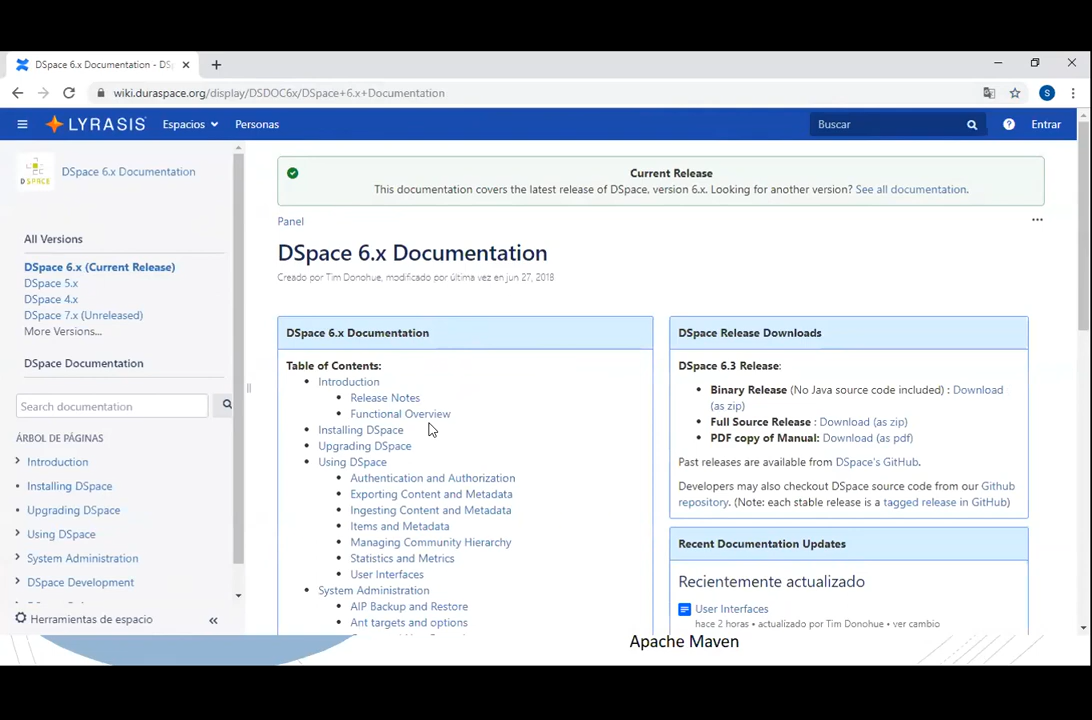 DSpace 6.x Documentation - DS
wiki.duraspace.org/display/DSDOC6x/DSpace+6.x+Documentation
S
LYRASIS
Espacios
Personas
Buscar
Entrar
DSPACE
DSpace 6.x Documentation
All Versions
DSpace 6.x (Current Release)
DSpace 5.x
DSpace 4.x
DSpace 7.x (Unreleased)
More Versions...
DSpace Documentation
Search documentation
ÁRBOL DE PÁGINAS
Introduction
Installing DSpace
Upgrading DSpace
Using DSpace
System Administration
DSpace Development
Herramientas de espacio
Current Release
This documentation covers the latest release of DSpace, version 6.x. Looking for another version? See all documentation.
Panel
DSpace 6.x Documentation
Creado por Tim Donohue, modificado por última vez en jun 27, 2018
DSpace 6.x Documentation
Table of Contents:
Introduction
Release Notes
Functional Overview
Installing DSpace
Upgrading DSpace
Using DSpace
Authentication and Authorization
Exporting Content and Metadata
Ingesting Content and Metadata
Items and Metadata
Managing Community Hierarchy
Statistics and Metrics
User Interfaces
System Administration
AIP Backup and Restore
Ant targets and options
DSpace Release Downloads
DSpace 6.3 Release:
Binary Release (No Java source code included) : Download
(as zip)
Full Source Release : Download (as zip)
PDF copy of Manual: Download (as pdf)
Past releases are available from DSpace's GitHub.
Developers may also checkout DSpace source code from our Github
repository. (Note: each stable release is a tagged release in GitHub)
Recent Documentation Updates
Recientemente actualizado
User Interfaces
hace 2 horas • actualizado por Tim Donohue • ver cambio
Apache Maven